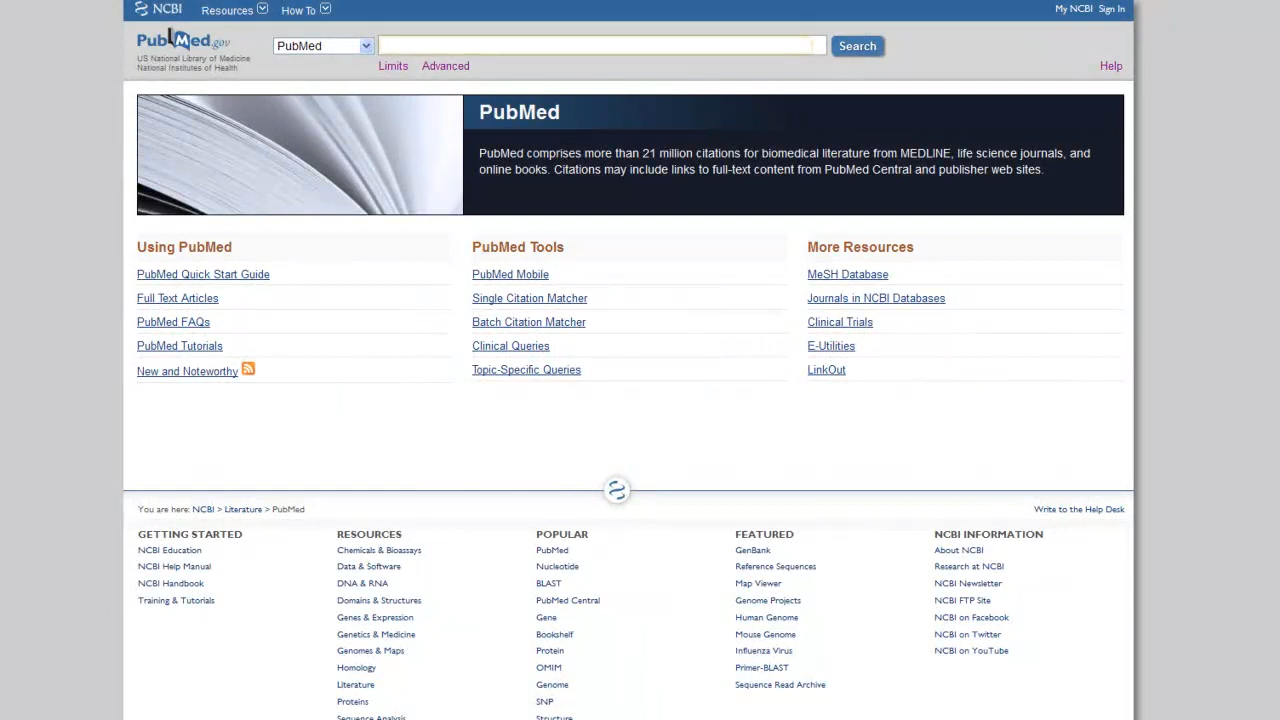 NCBI Resources How To My NCBI Sign In
PubMed.gov
US National Library of Medicine
National Institutes of Health
PubMed
Search
Limits Advanced Help
PubMed
PubMed comprises more than 21 million citations for biomedical literature from MEDLINE, life science journals, and
online books. Citations may include links to full-text content from PubMed Central and publisher web sites.
Using PubMed
PubMed Quick Start Guide
Full Text Articles
PubMed FAQs
PubMed Tutorials
New and Noteworthy
PubMed Tools
PubMed Mobile
Single Citation Matcher
Batch Citation Matcher
Clinical Queries
Topic-Specific Queries
More Resources
MeSH Database
Journals in NCBI Databases
Clinical Trials
E-Utilities
LinkOut
You are here: NCBI > Literature > PubMed
Write to the Help Desk
GETTING STARTED
NCBI Education
NCBI Help Manual
NCBI Handbook
Training & Tutorials
RESOURCES
Chemicals & Bioassays
Data & Software
DNA & RNA
Domains & Structures
Genes & Expression
Genetics & Medicine
Genomes & Maps
Homology
Literature
Proteins
Sequence Analysis
POPULAR
PubMed
Nucleotide
BLAST
PubMed Central
Gene
Bookshelf
Protein
OMIM
Genome
SNP
Structure
FEATURED
GenBank
Reference Sequences
Map Viewer
Genome Projects
Human Genome
Mouse Genome
Influenza Virus
Primer-BLAST
Sequence Read Archive
NCBI INFORMATION
About NCBI
Research at NCBI
NCBI Newsletter
NCBI FTP Site
NCBI on Facebook
NCBI on Twitter
NCBI on YouTube